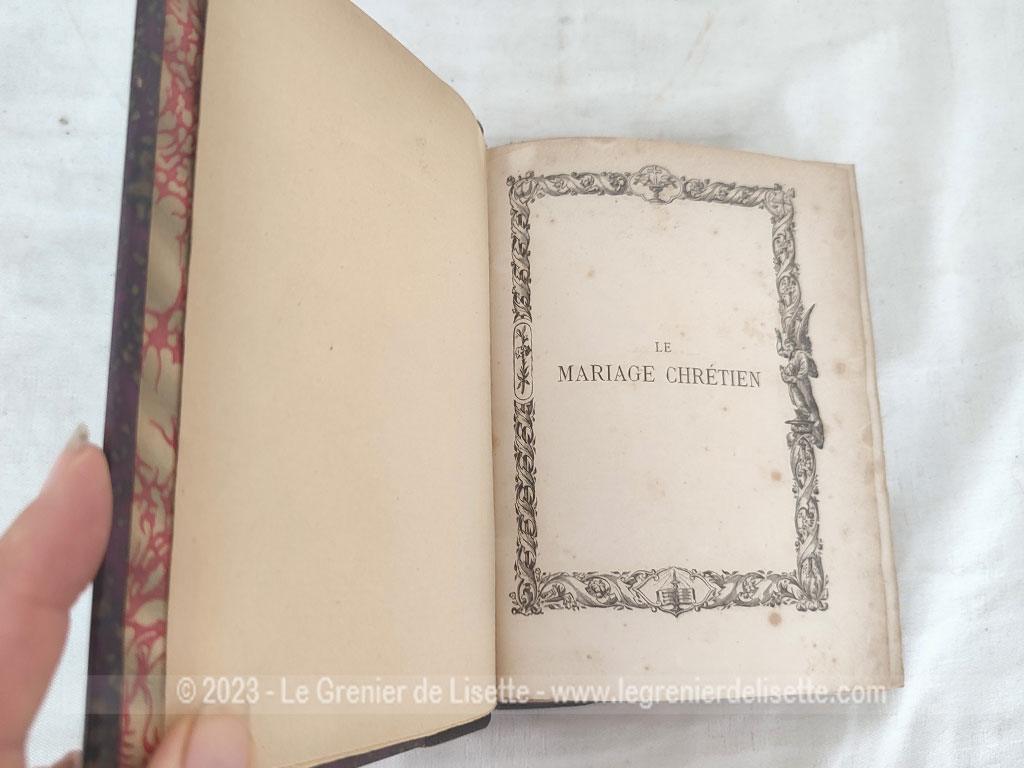 LE
MARIAGE CHRÉTIEN
© 2023 - Le Grenier de Lisette - www.legrenierdelisette.com